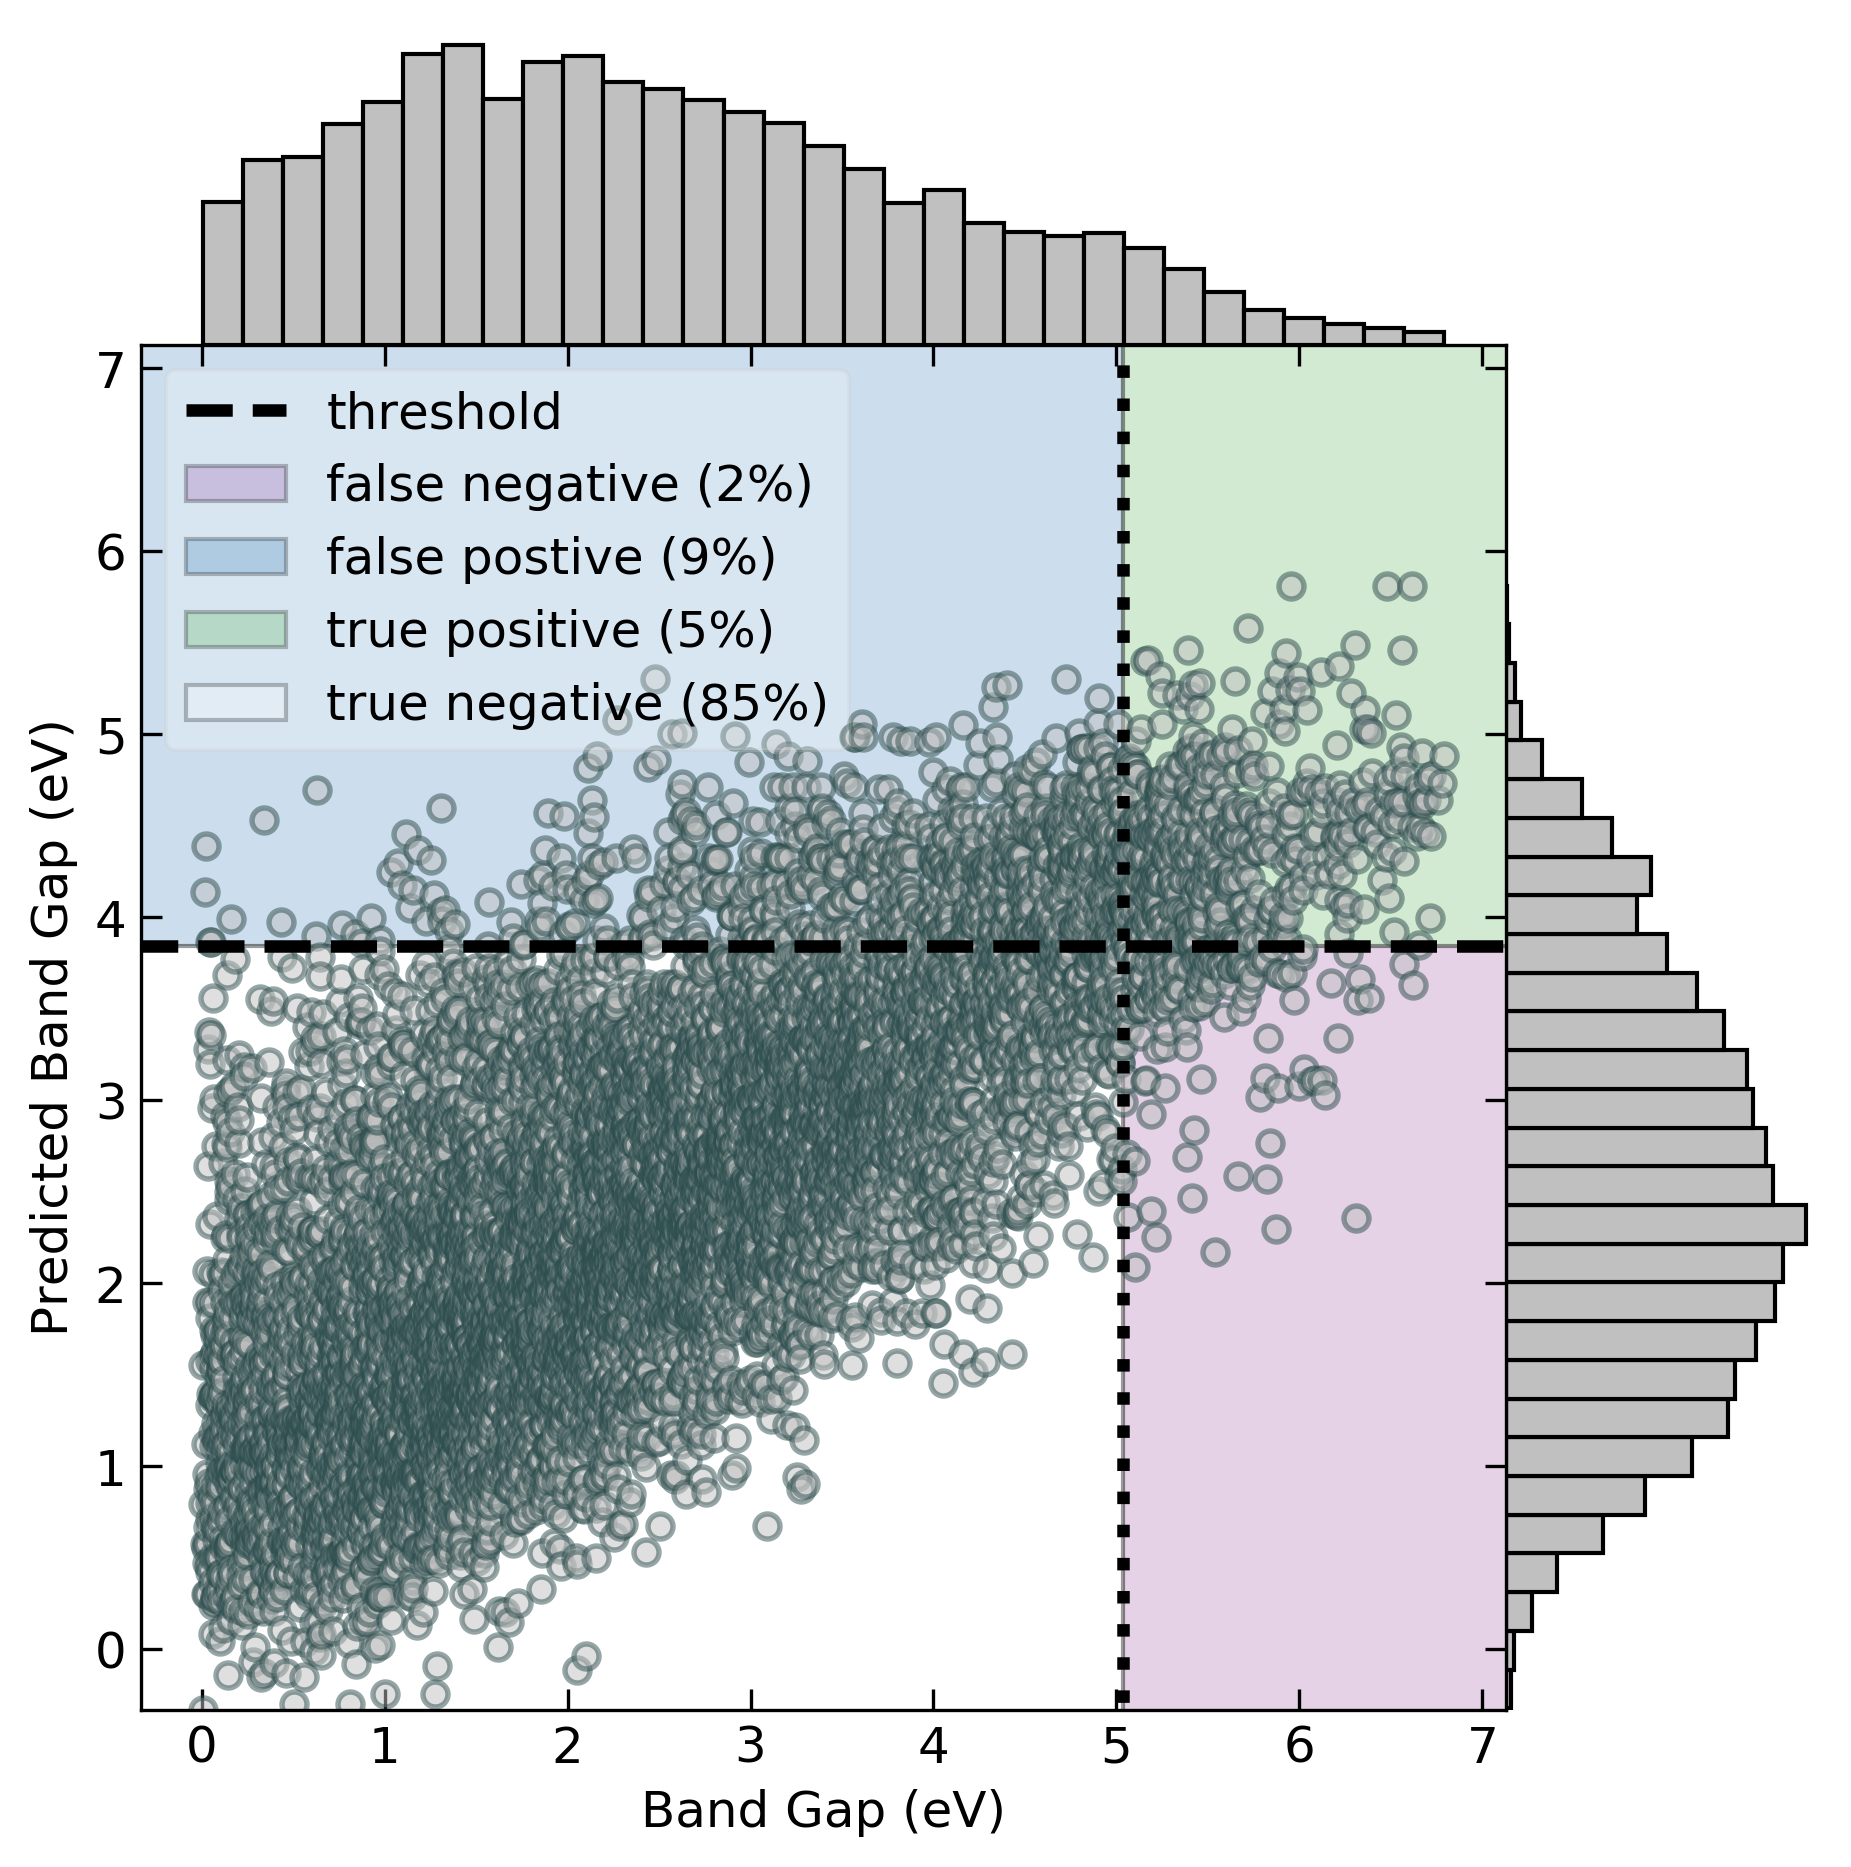 7
6
5
4
3
2
1
0
Predicted Band Gap (eV)
threshold
false negative (2%)
false postive (9%)
true positive (5%)
true negative (85%)
0 1 2 3 4 5 6 7
Band Gap (eV)